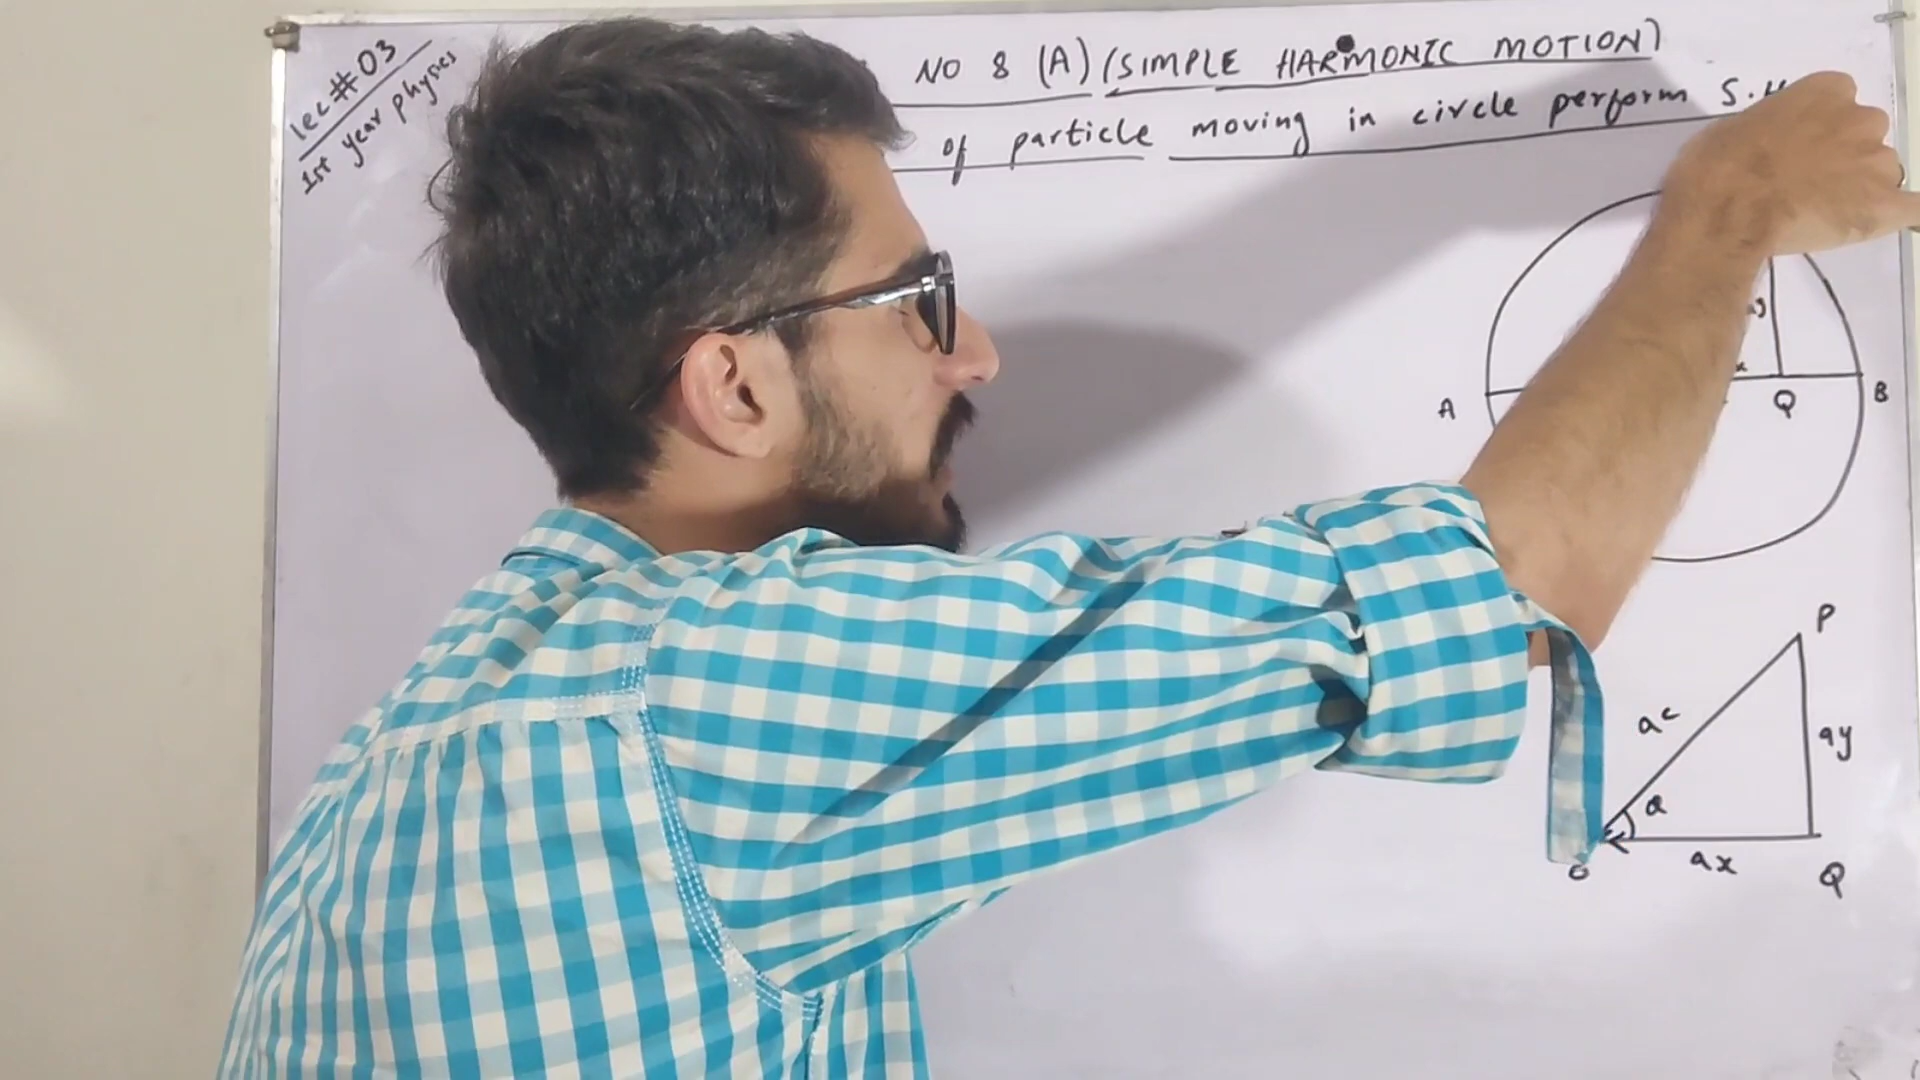 lec#03
1st year physics
NO 8 (A) (SIMPLE HARMONIC MOTION)
of particle moving in circle perform S.H
A
Q
B
P
ac
ay
ax
Q